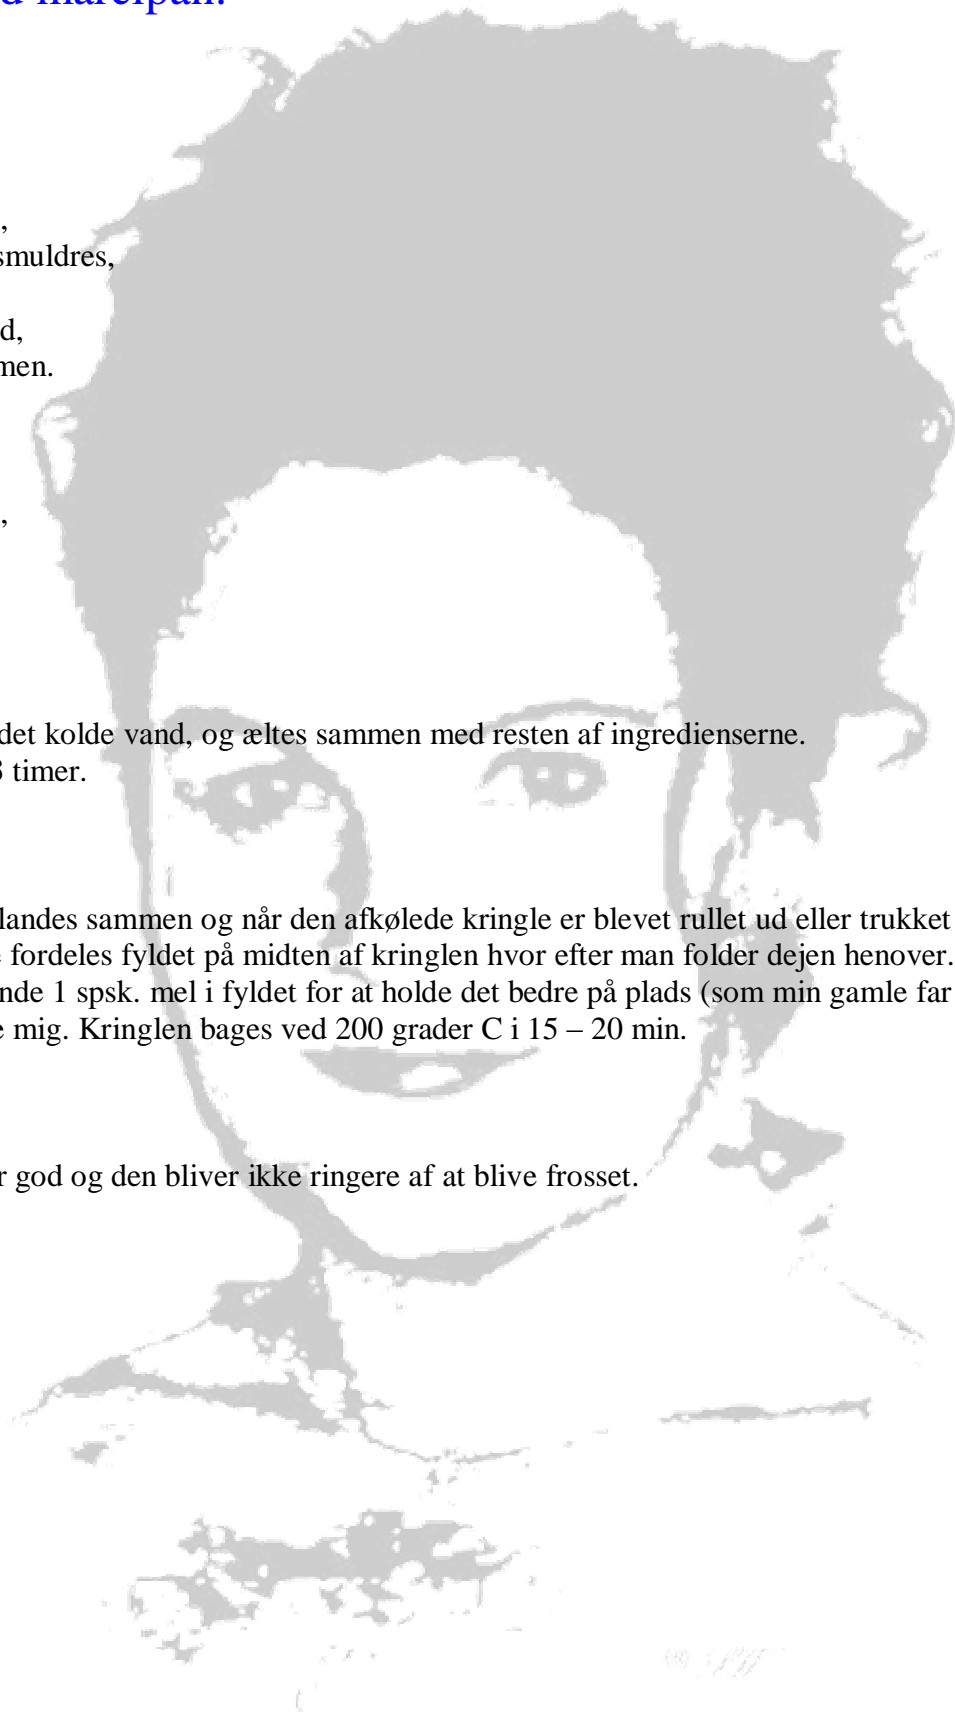 d marcipan.
,
smuldres,
d,
men.
,
det kolde vand, og æltes sammen med resten af ingredienserne.
3 timer.
landes sammen og når den afkølede kringle er blevet rullet ud eller trukket
e fordeles fyldet på midten af kringlen hvor efter man folder dejen henover.
nde 1 spsk. mel i fyldet for at holde det bedre på plads (som min gamle far
e mig. Kringlen bages ved 200 grader C i 15 – 20 min.
r god og den bliver ikke ringere af at blive frosset.